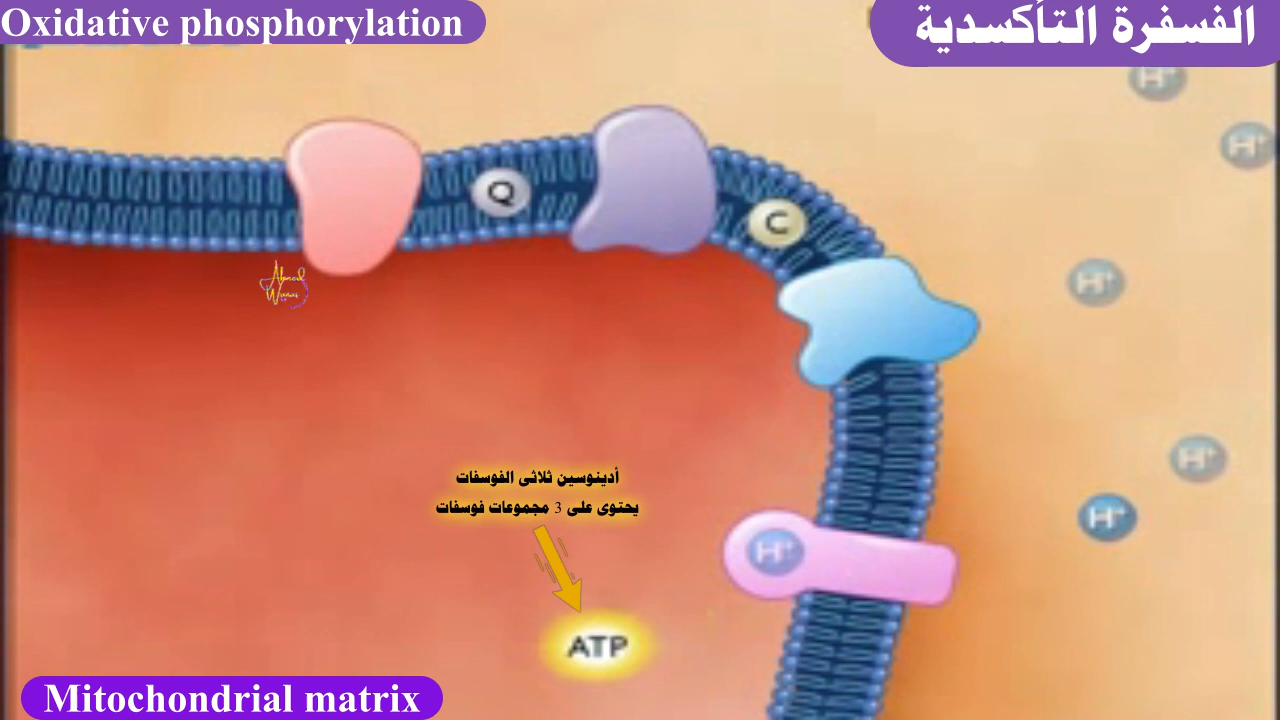 Oxidative phosphorylation
الفسفرة التأكسدية
H⁺
H⁺
Q
C
H⁺
H⁺
أدينوسين ثلاثى الفوسفات
يحتوى على 3 مجموعات فوسفات
H⁺
H⁺
ATP
Mitochondrial matrix